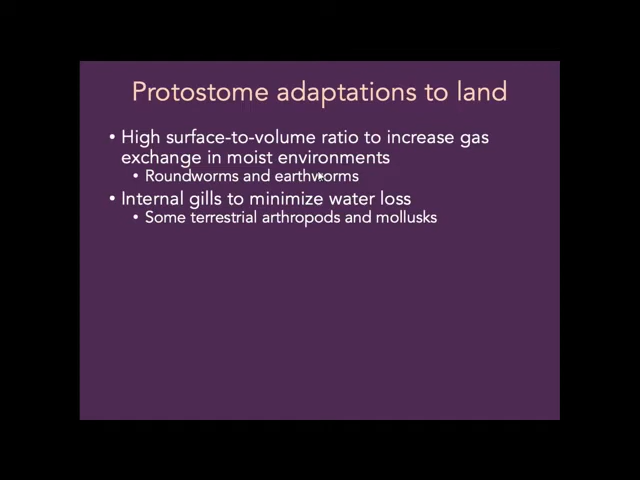 Protostome adaptations to land
• High surface-to-volume ratio to increase gas
exchange in moist environments
• Roundworms and earthworms
• Internal gills to minimize water loss
• Some terrestrial arthropods and mollusks